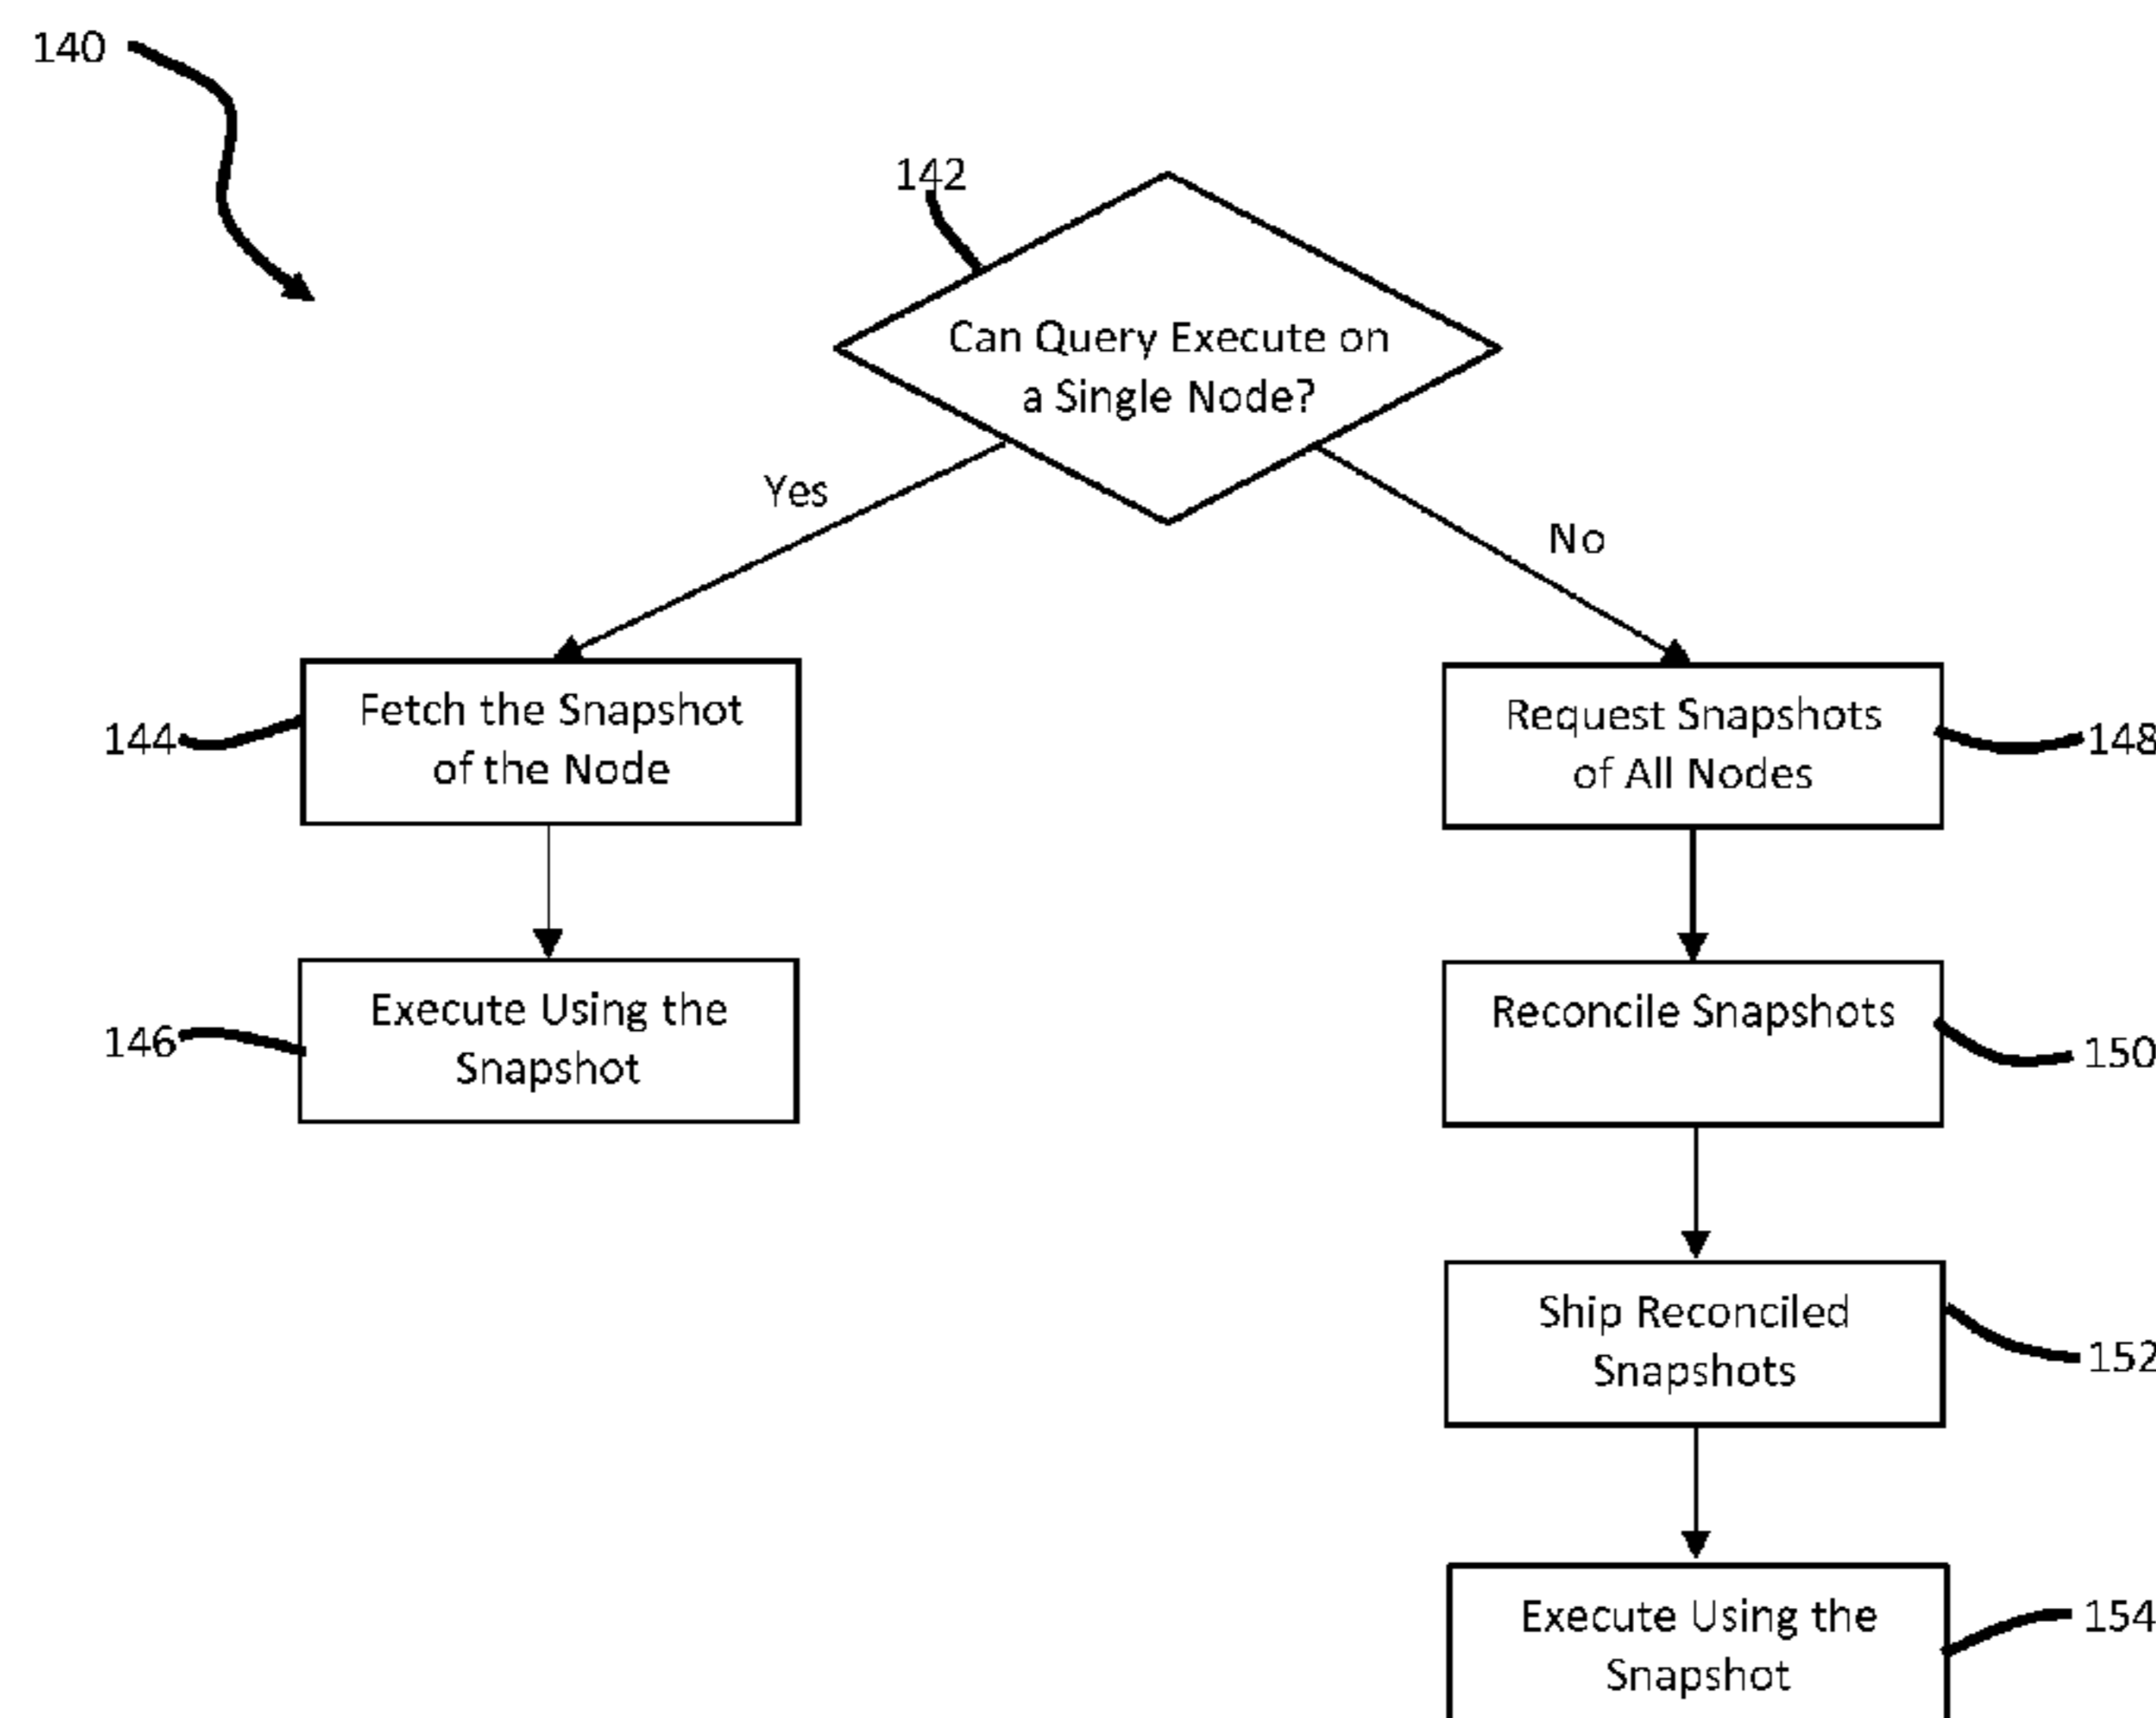 140
142
Can Query Execute on
a Single Node?
Yes
No
Fetch the Snapshot
of the Node
144
Request Snapshots
of All Nodes
148
Execute Using the
Snapshot
146
Reconcile Snapshots
150
Ship Reconciled
Snapshots
152
Execute Using the
Snapshot
154